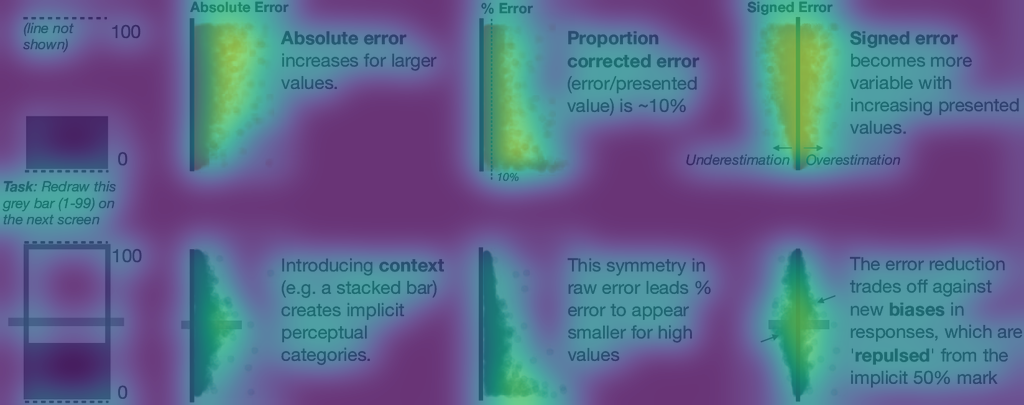 Absolute Error
% Error
Signed Error
(line not
shown)
100
0
Task: Redraw this
grey bar (1-99) on
the next screen
Absolute error
increases for larger
values.
Proportion
corrected error
(error/presented
value) is ~10%
10%
Signed error
becomes more
variable with
increasing presented
values.
Underestimation
Overestimation
100
0
Introducing context
(e.g. a stacked bar)
creates implicit
perceptual
categories.
This symmetry in
raw error leads %
error to appear
smaller for high
values
The error reduction
trades off against
new biases in
responses, which are
'repulsed' from the
implicit 50% mark